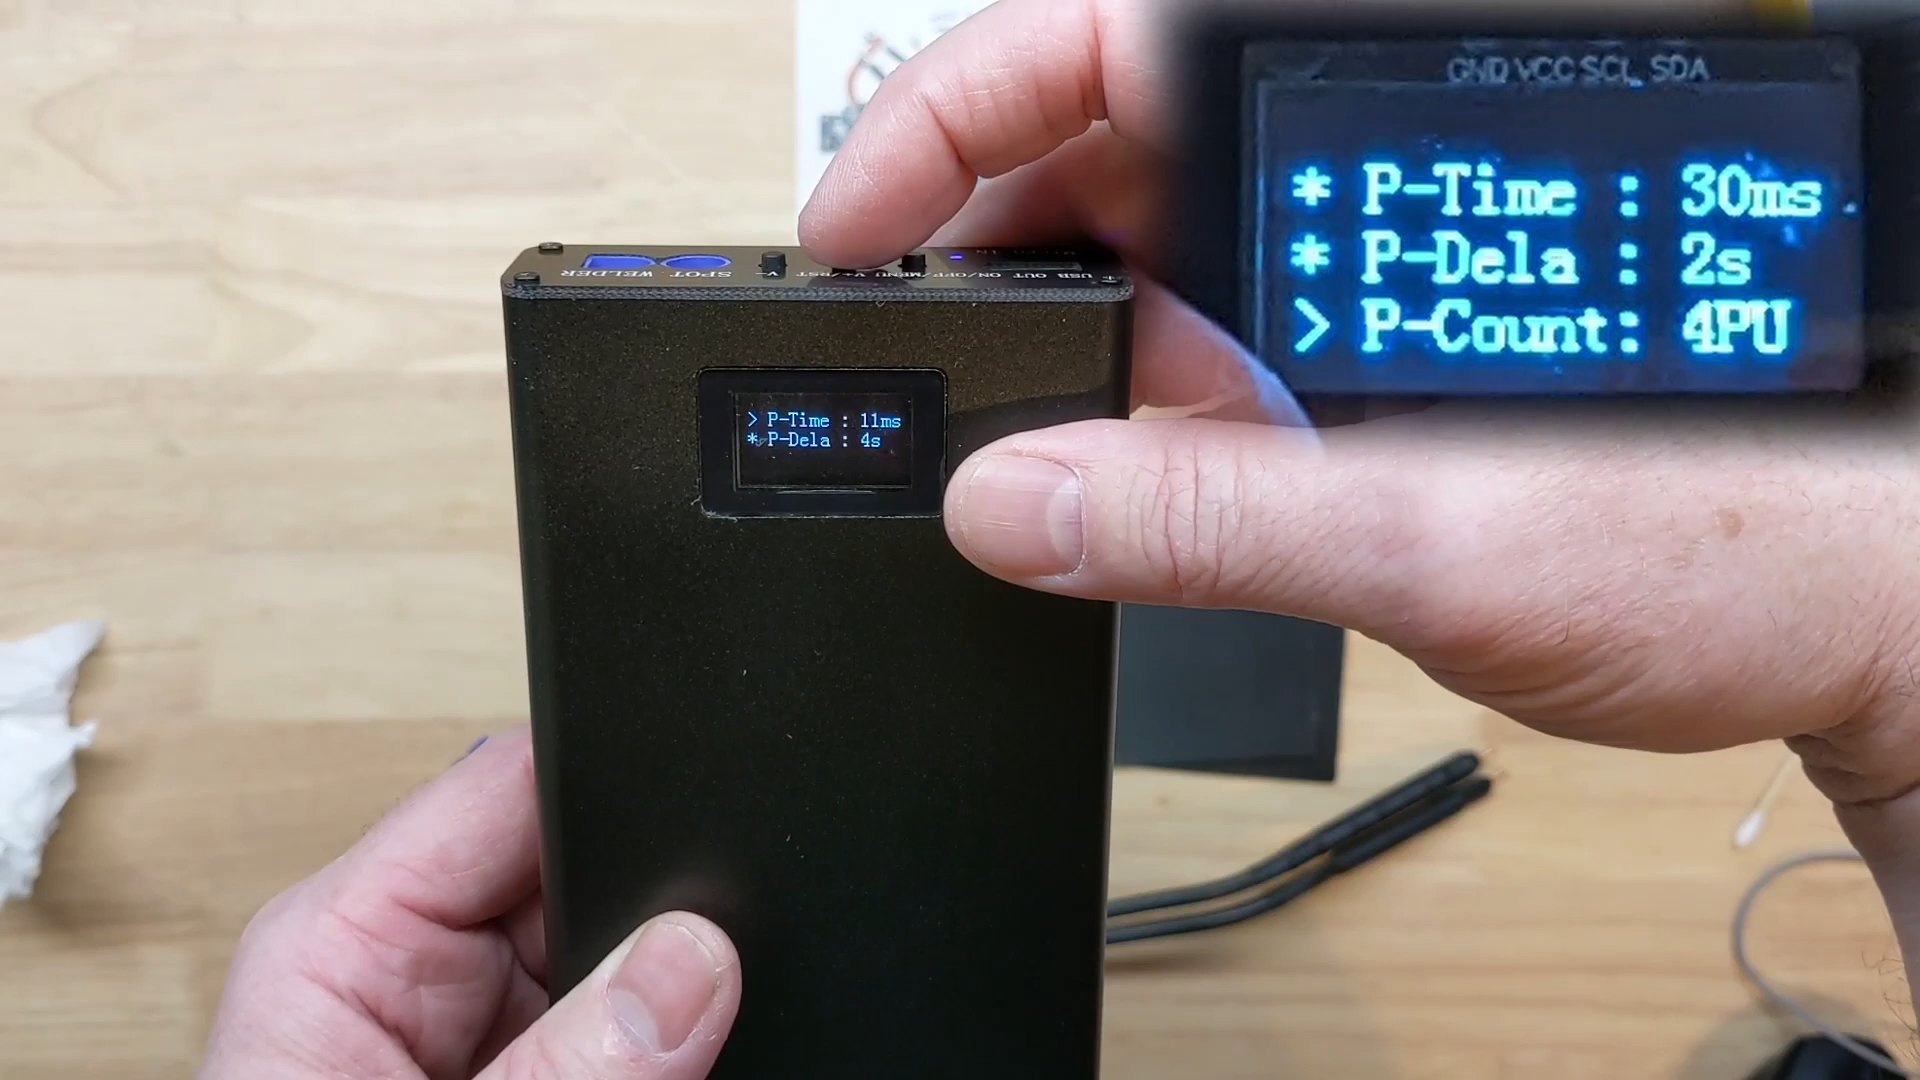 GND VCC SCL SDA
* P-Time : 30ms
* P-Dela : 2s
> P-Count: 4PU
SPOT WELDER
V-
V+/RST
ON/OFF/MENU
USB OUT
> P-Time : 11ms
* P-Dela : 4s